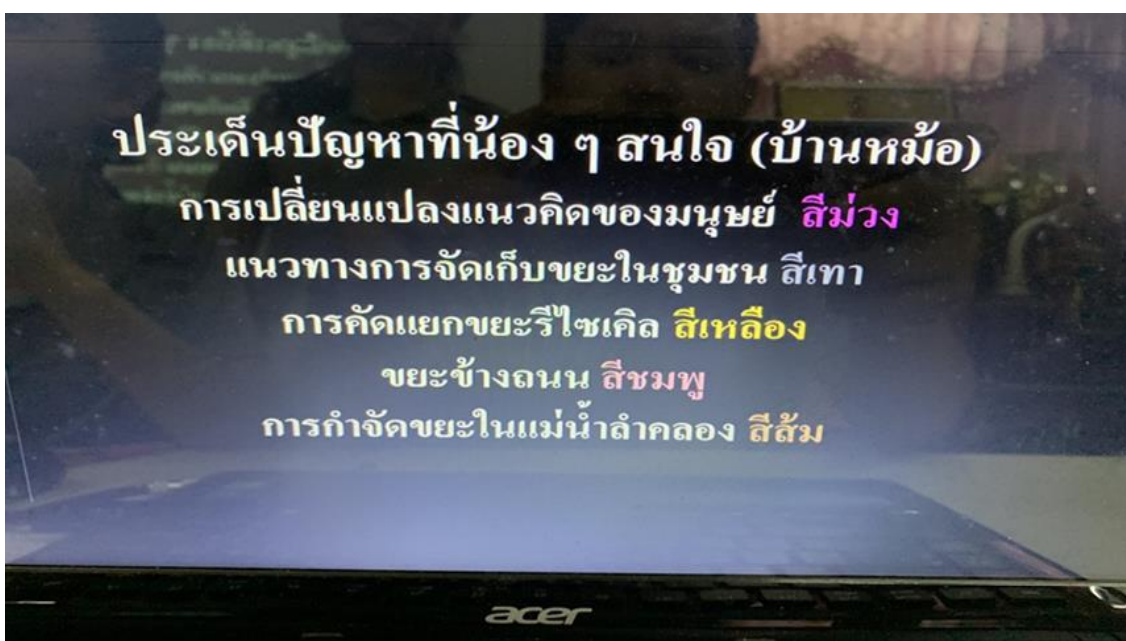 ประเด็นปัญหาที่น้อง ๆ สนใจ (บ้านหม้อ)
การเปลี่ยนแปลงแนวคิดของมนุษย์ สีม่วง
แนวทางการจัดเก็บขยะในชุมชน สีเทา
การคัดแยกขยะรีไซเคิล สีเหลือง
ขยะข้างถนน สีชมพู
การกำจัดขยะในแม่น้ำลำคลอง สีส้ม
acer